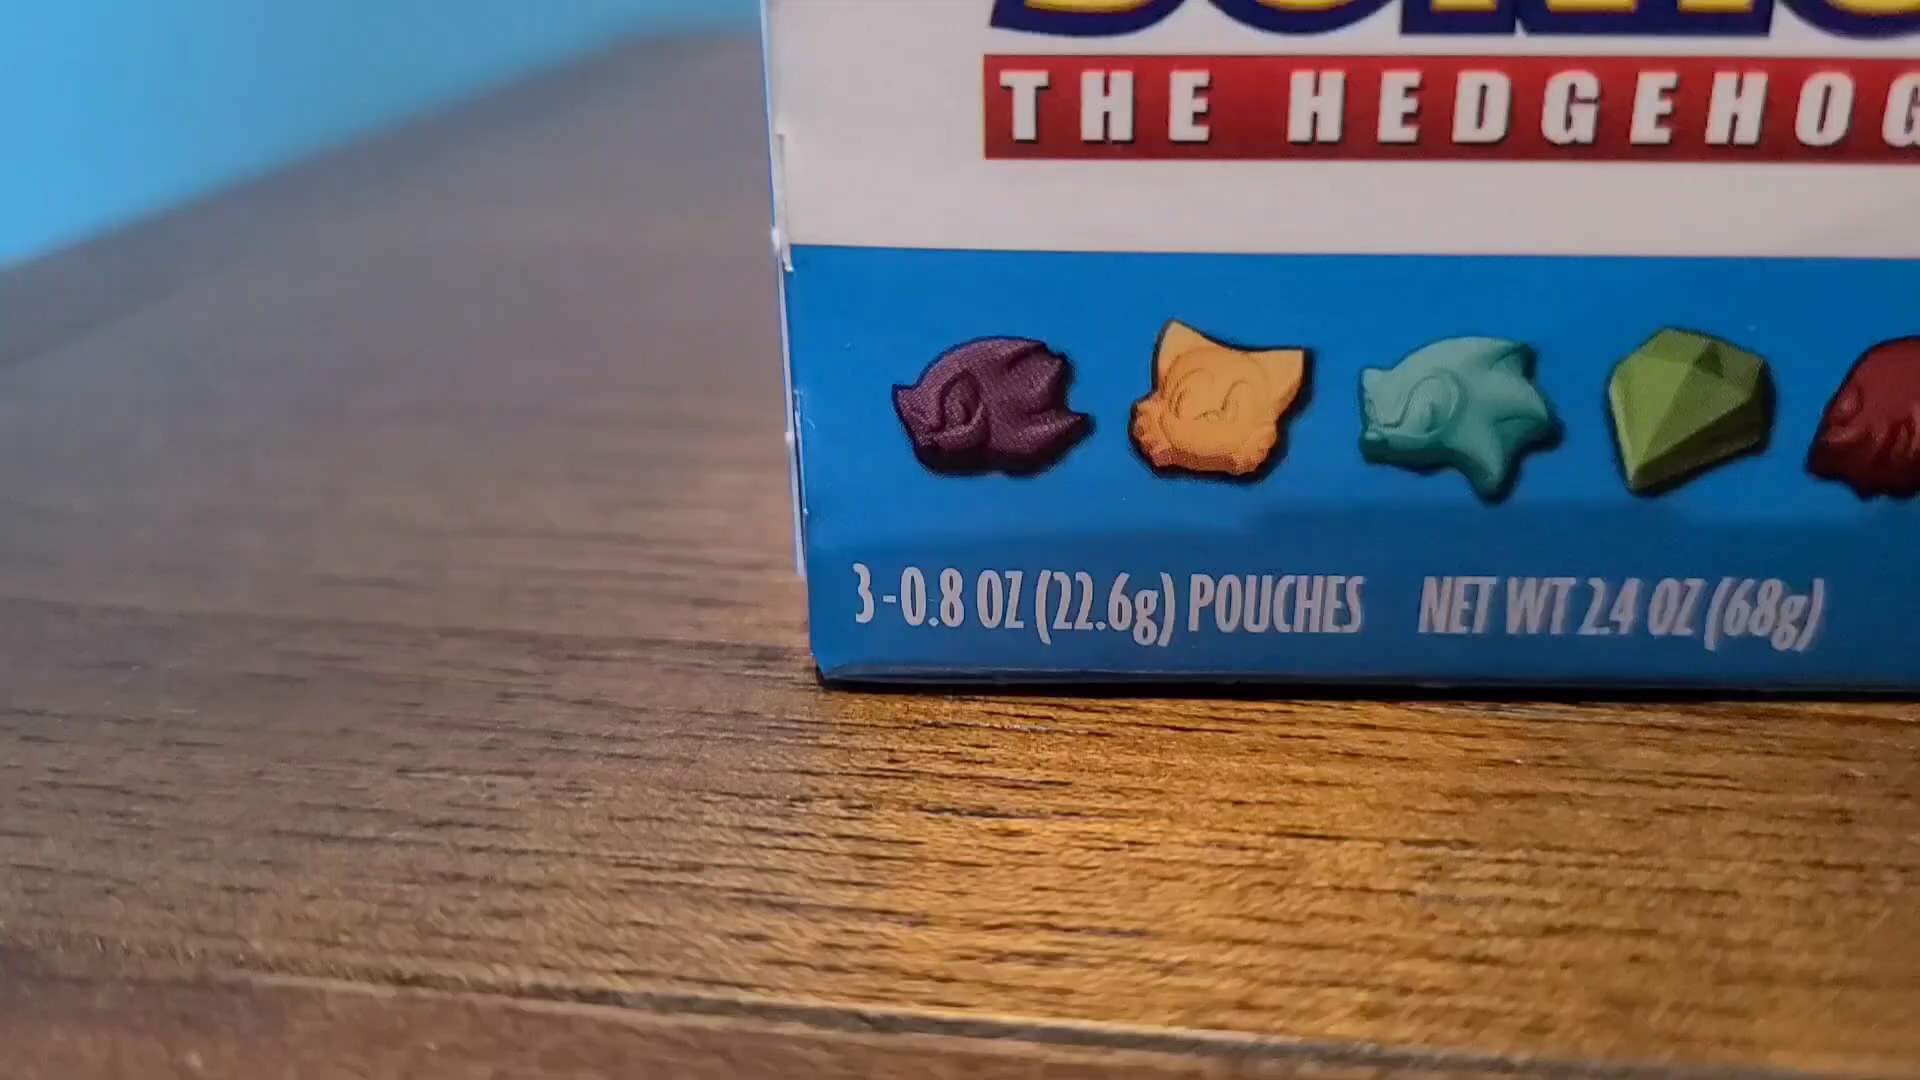 THE HEDGEHOG
3-0.8 OZ (22.6g) POUCHES NET WT 2.4 OZ (68g)